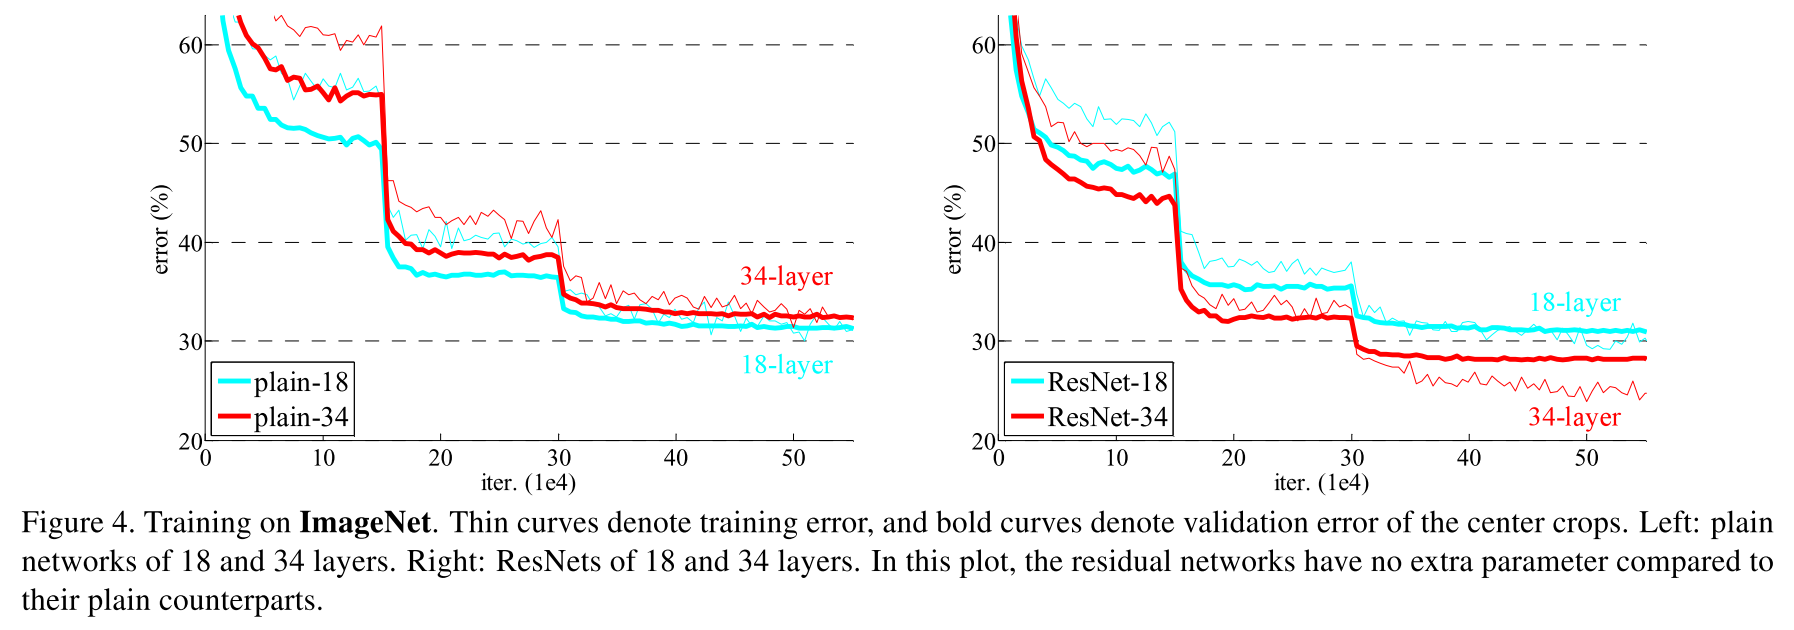 60
50
40
30
20
error (%)
34-layer
18-layer
plain-18
plain-34
0 10 20 30 40 50
iter. (1e4)
60
50
40
30
20
error (%)
18-layer
34-layer
ResNet-18
ResNet-34
0 10 20 30 40 50
iter. (1e4)
Figure 4. Training on ImageNet. Thin curves denote training error, and bold curves denote validation error of the center crops. Left: plain
networks of 18 and 34 layers. Right: ResNets of 18 and 34 layers. In this plot, the residual networks have no extra parameter compared to
their plain counterparts.